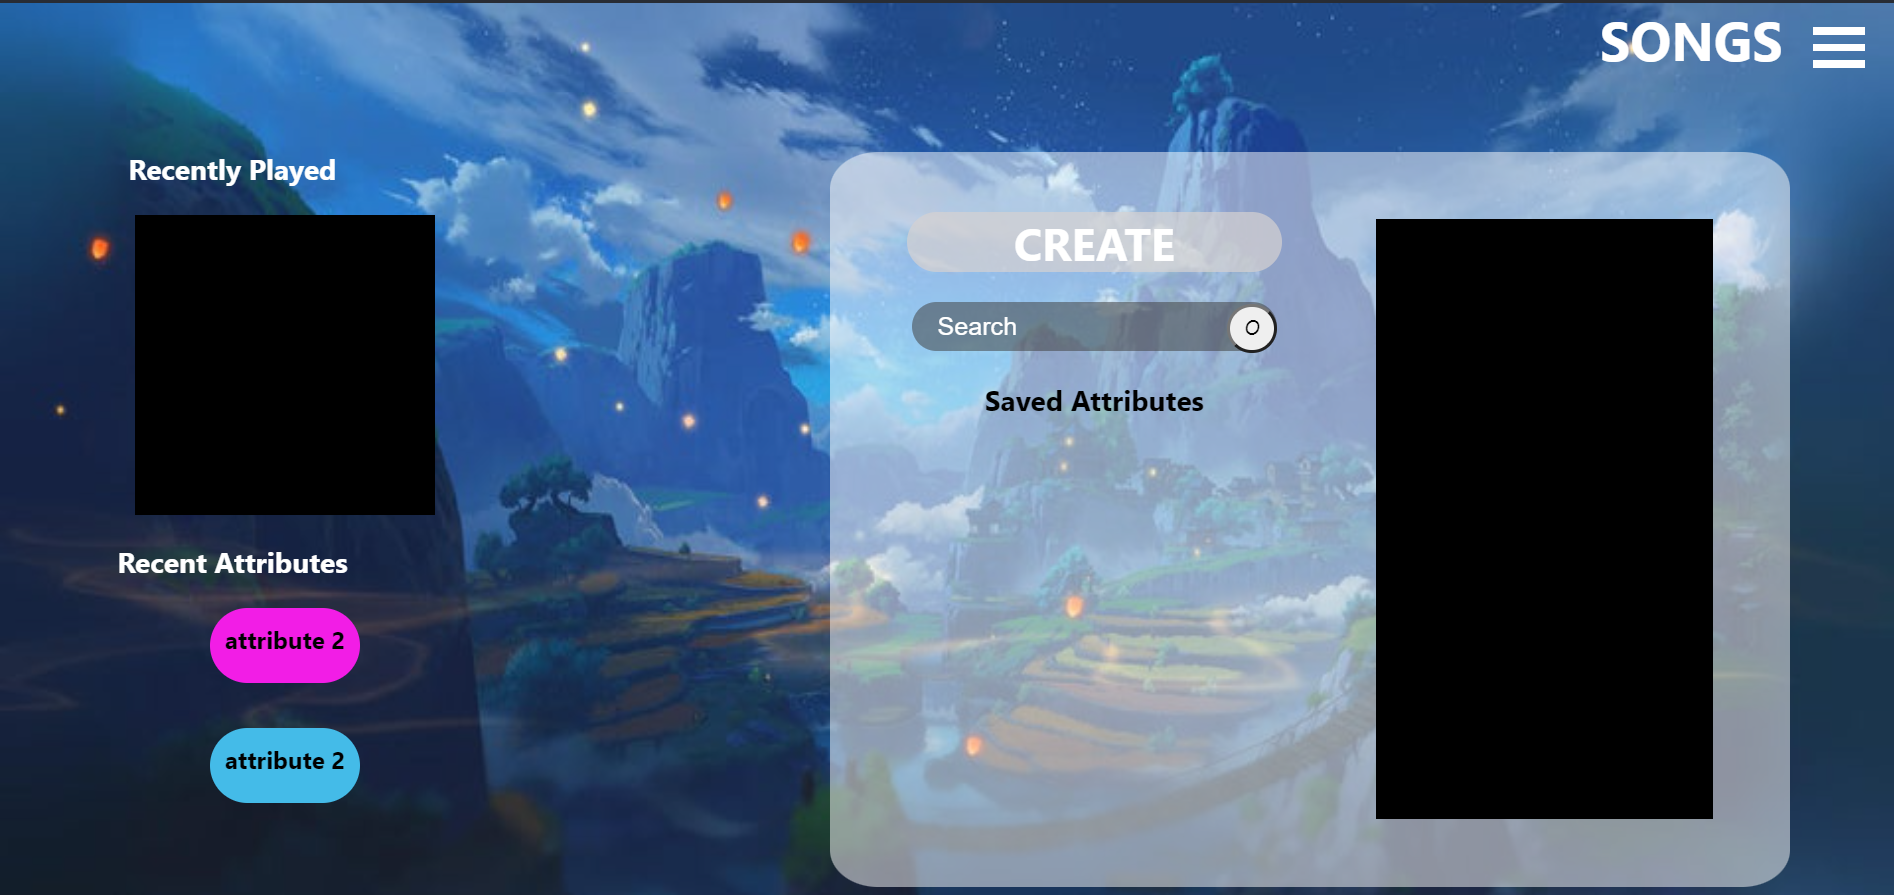 SONGS
Recently Played
Recent Attributes
attribute 2
attribute 2
CREATE
Search
O
Saved Attributes